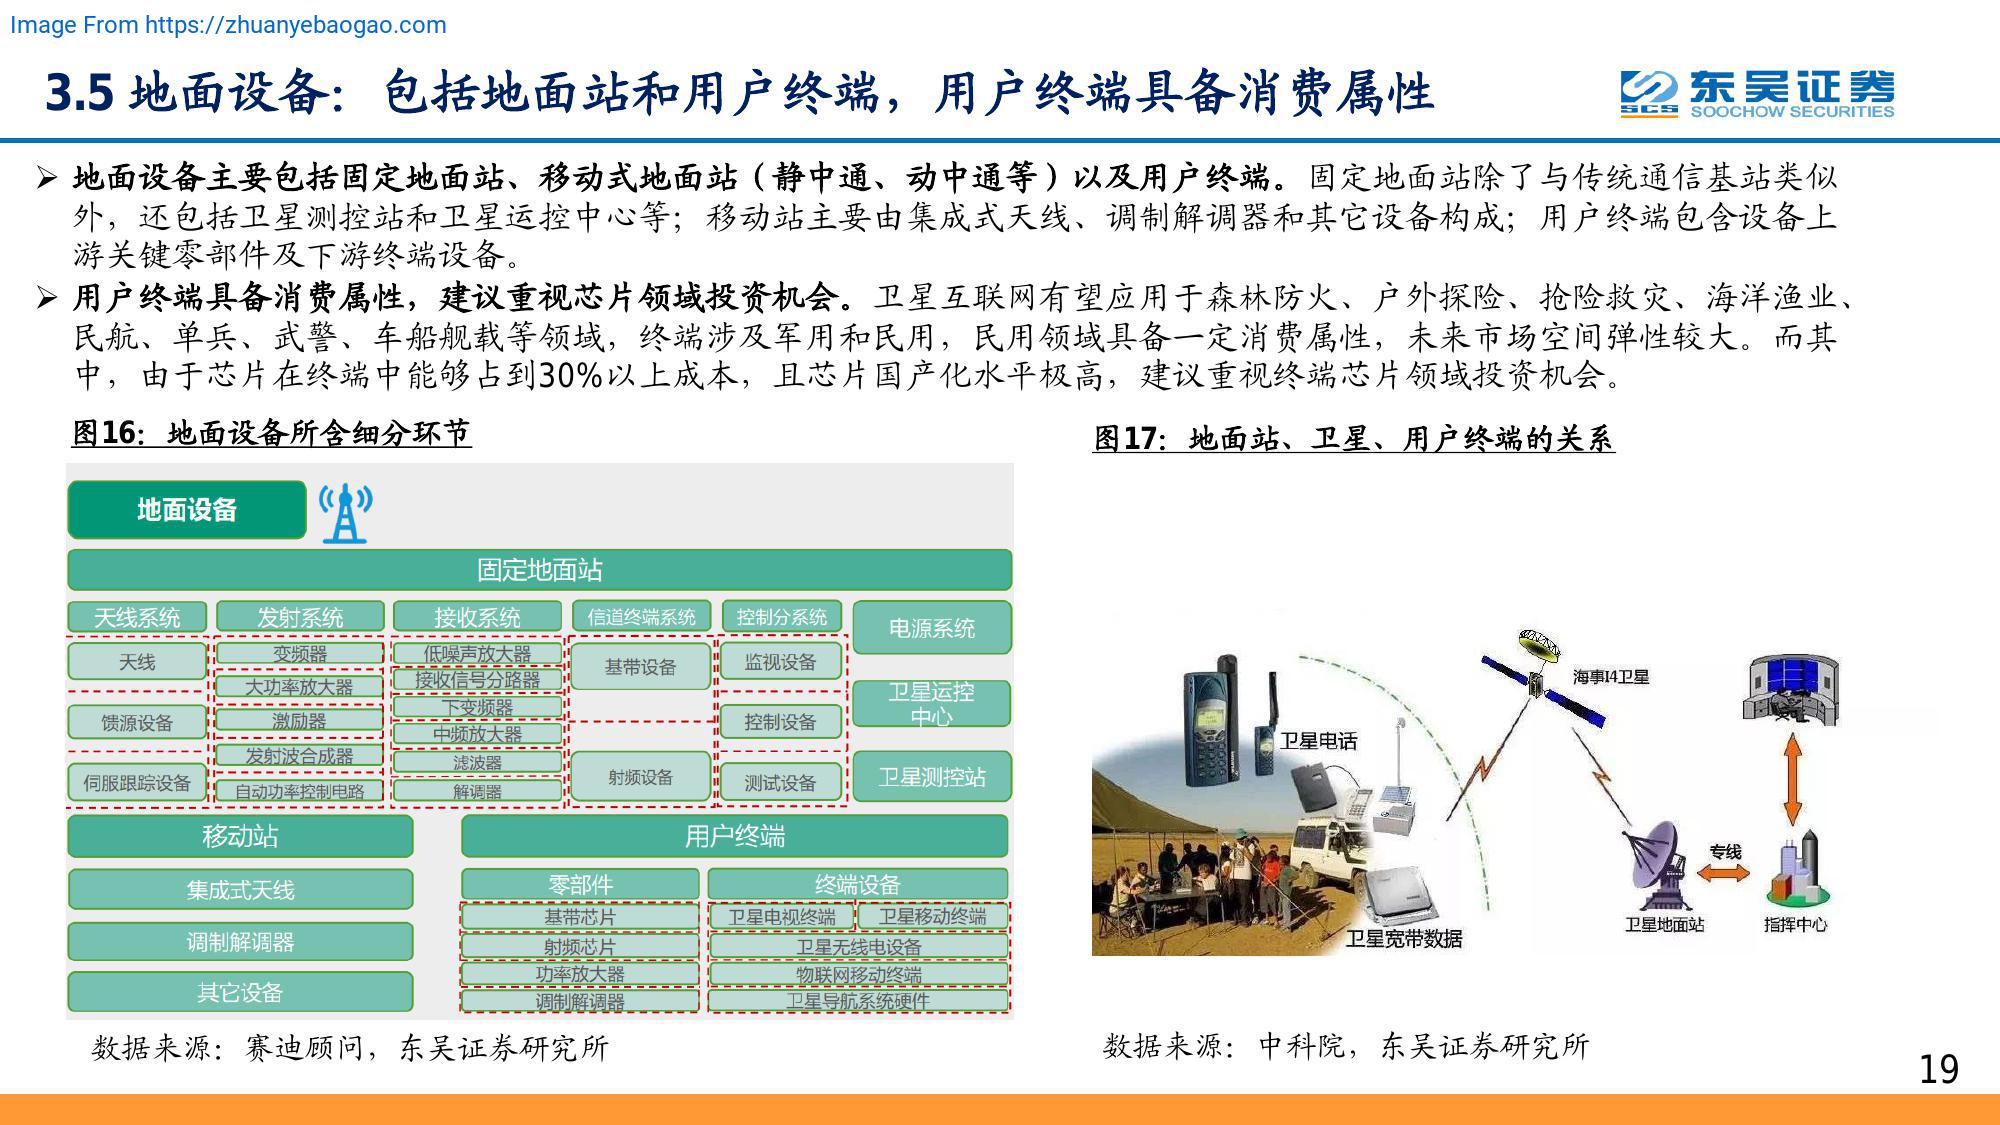 Image From https://zhuanyebaogao.com
3.5 地面设备：包括地面站和用户终端，用户终端具备消费属性
SCS
东吴证券
SOOCHOW SECURITIES
➢ 地面设备主要包括固定地面站、移动式地面站（静中通、动中通等）以及用户终端。固定地面站除了与传统通信基站类似
外，还包括卫星测控站和卫星运控中心等；移动站主要由集成式天线、调制解调器和其它设备构成；用户终端包含设备上
游关键零部件及下游终端设备。
➢ 用户终端具备消费属性，建议重视芯片领域投资机会。卫星互联网有望应用于森林防火、户外探险、抢险救灾、海洋渔业、
民航、单兵、武警、车船舰载等领域，终端涉及军用和民用，民用领域具备一定消费属性，未来市场空间弹性较大。而其
中，由于芯片在终端中能够占到30%以上成本，且芯片国产化水平极高，建议重视终端芯片领域投资机会。
图16：地面设备所含细分环节
地面设备
固定地面站
天线系统
天线
馈源设备
伺服跟踪设备
发射系统
变频器
大功率放大器
激励器
发射波合成器
自动功率控制电路
接收系统
低噪声放大器
接收信号分路器
下变频器
中频放大器
滤波器
解调器
信道终端系统
基带设备
射频设备
控制分系统
监视设备
控制设备
测试设备
电源系统
卫星运控
中心
卫星测控站
移动站
集成式天线
调制解调器
其它设备
用户终端
零部件
基带芯片
射频芯片
功率放大器
调制解调器
终端设备
卫星电视终端
卫星移动终端
卫星无线电设备
物联网移动终端
卫星导航系统硬件
数据来源：赛迪顾问，东吴证券研究所
图17：地面站、卫星、用户终端的关系
海事I4卫星
卫星电话
专线
卫星地面站
指挥中心
卫星宽带数据
数据来源：中科院，东吴证券研究所
19